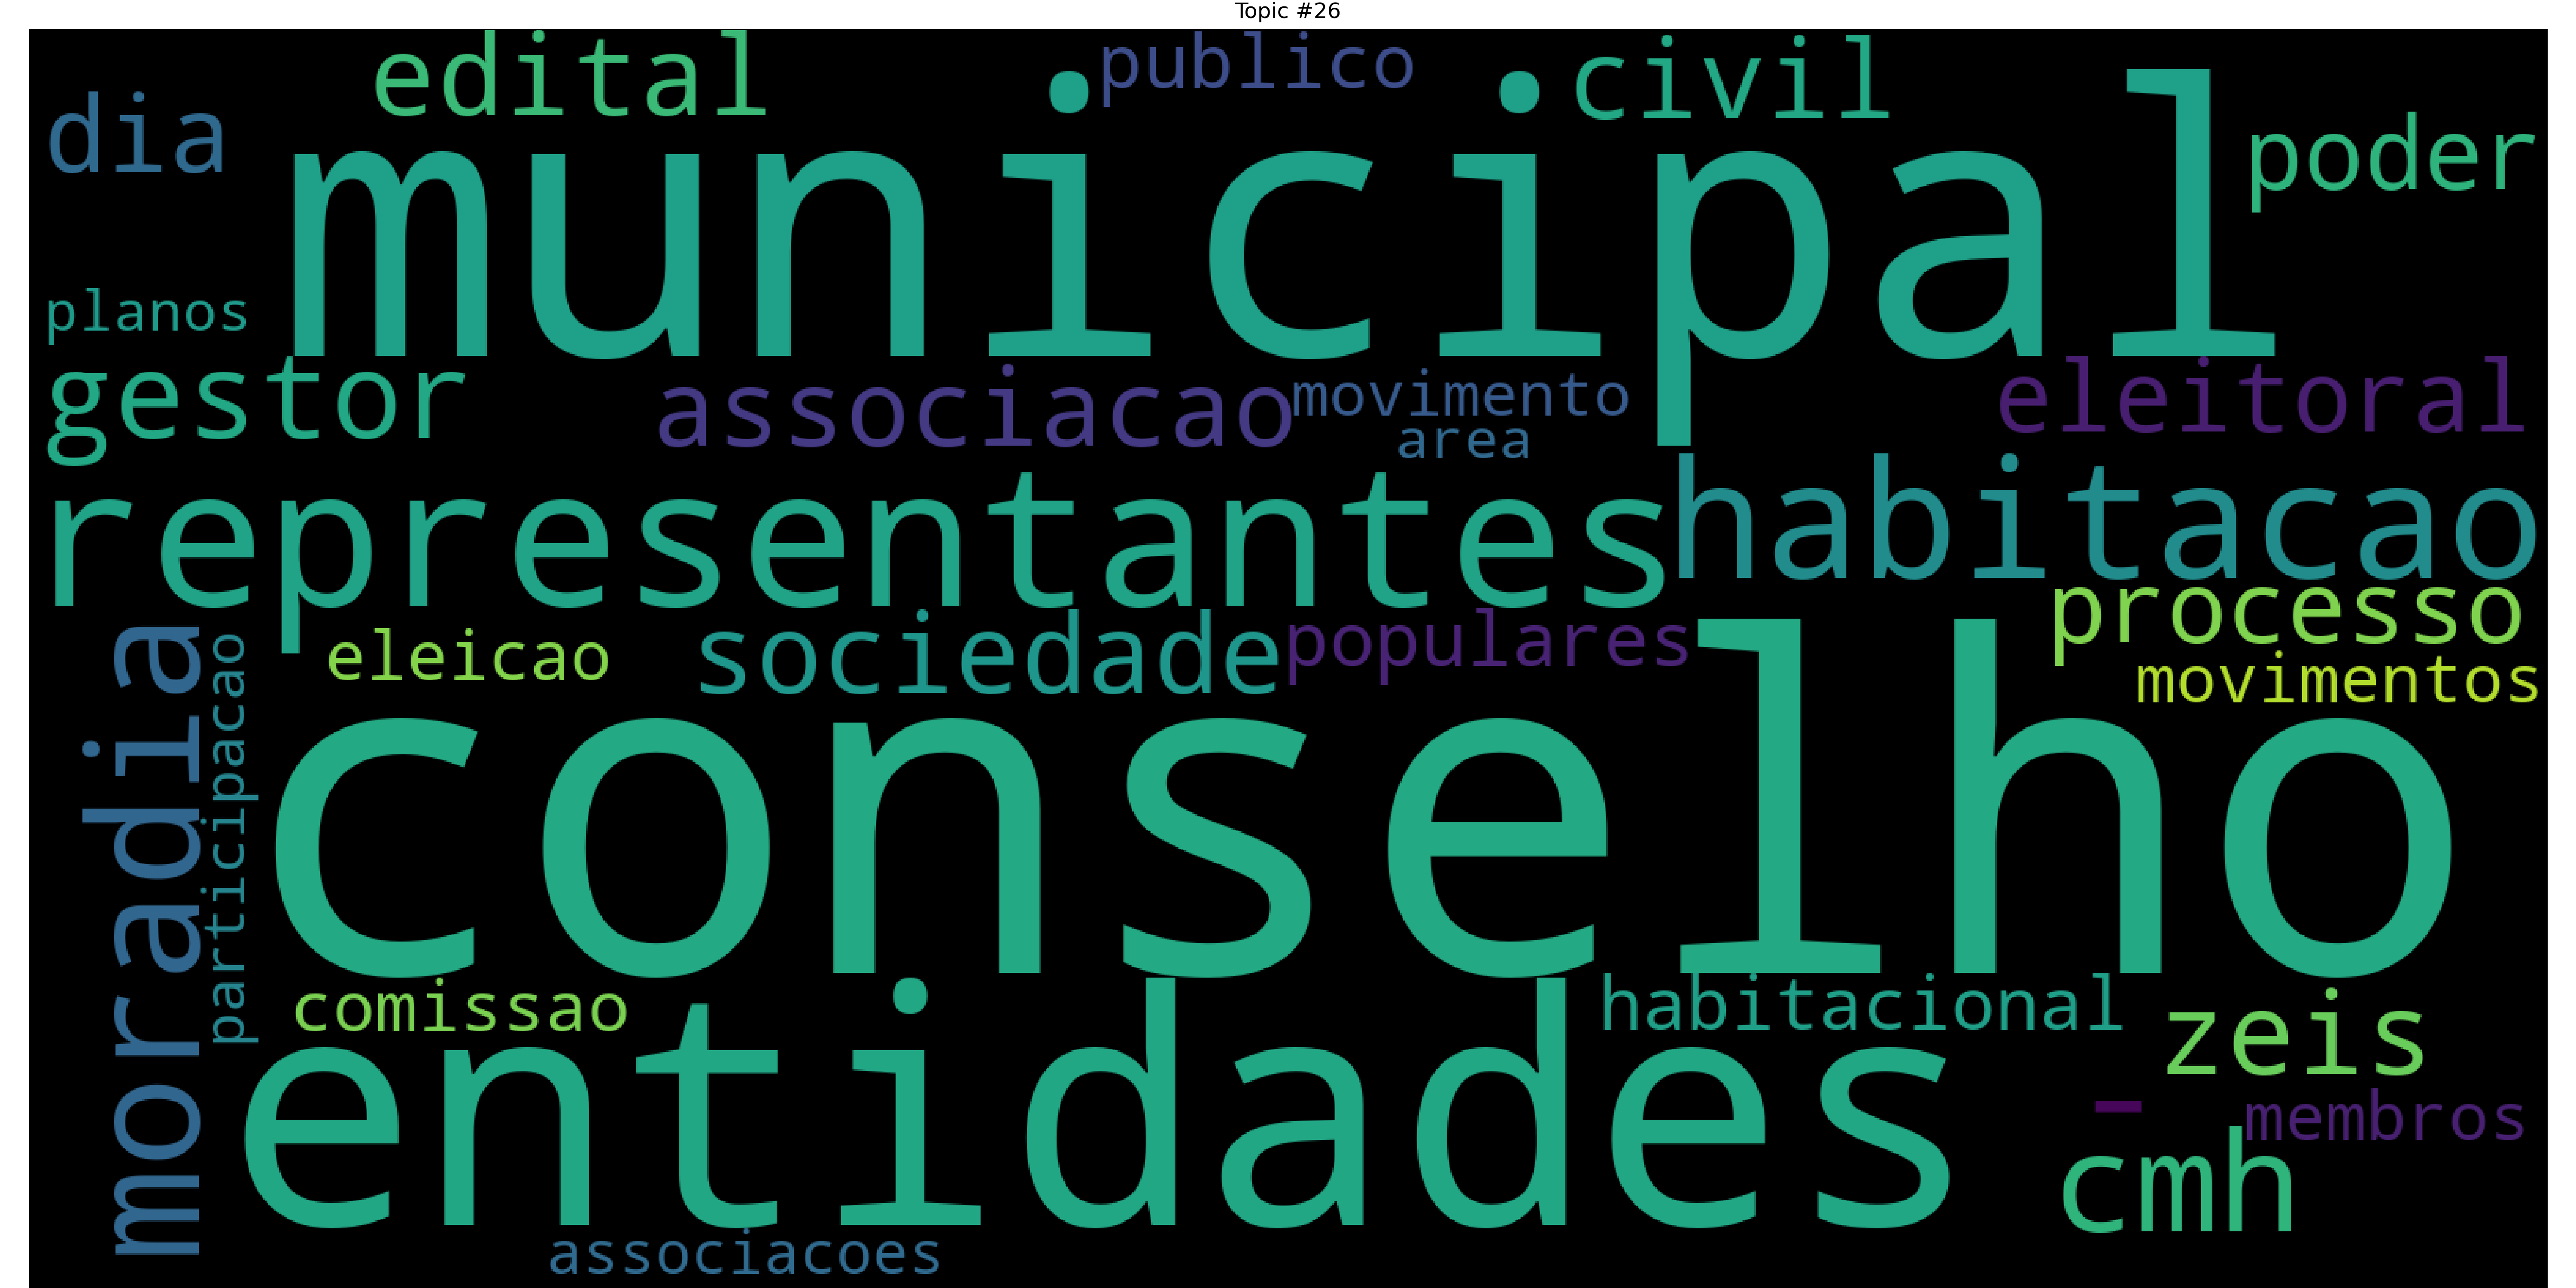 Topic #26
edital
publico
civil
dia
municipal
poder
planos
gestor
associacao
movimento
eleitoral
area
representantes
habitacao
processo
eleicao
sociedade
populares
movimentos
moradia
participacao
conselho
comissao
habitacional
zeis
entidades
-
membros
cmh
associacoes